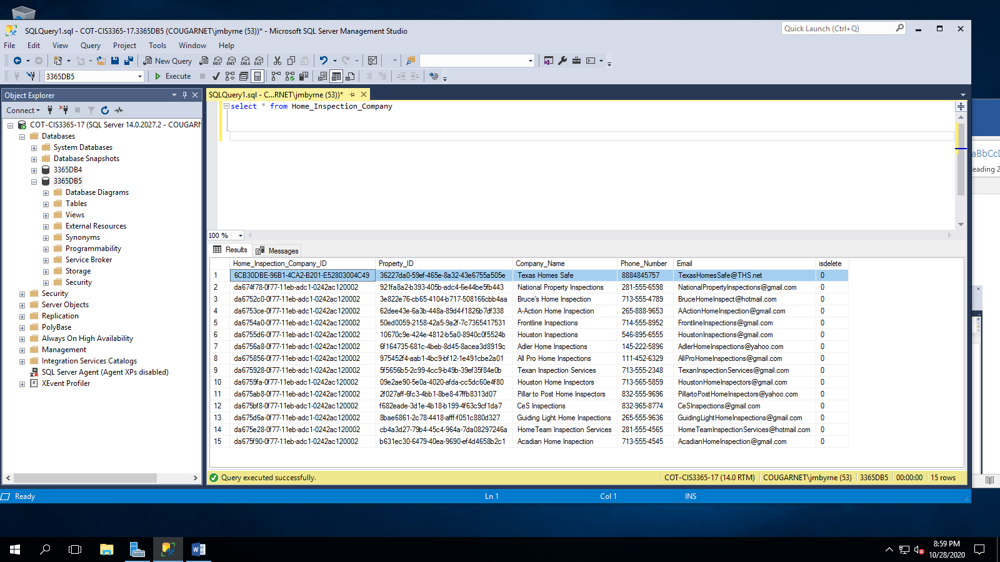 SQLQuery1.sql - COT-CIS3365-17.3365DB5 (COUGARNET\jmbyrne (53))* - Microsoft SQL Server Management Studio
Quick Launch (Ctrl+Q)
File Edit View Query Project Tools Window Help
New Query
3365DB5 Execute
Object Explorer
SQLQuery1.sql - C...RNET\jmbyrne (53))*
Connect
select * from Home_Inspection_Company
COT-CIS3365-17 (SQL Server 14.0.2027.2 - COUGARN
Databases
System Databases
Database Snapshots
3365DB4
3365DB5
Database Diagrams
Tables
Views
External Resources
Synonyms
Programmability
Service Broker
Storage
Security
Security
Server Objects
Replication
PolyBase
Always On High Availability
Management
Integration Services Catalogs
SQL Server Agent (Agent XPs disabled)
XEvent Profiler
100 %
Results Messages
Home_Inspection_Company_ID Property_ID Company_Name Phone_Number Email isdelete
1 6CB30DBE-96B1-4CA2-B201-E52803004C49 36227da0-59ef-465e-8a32-43e6755a505e Texas Homes Safe 8884845757 TexasHomesSafe@THS.net 0
2 da674f78-0f77-11eb-adc1-0242ac120002 921fa8a2-b393-405b-adc4-6e44be5fb443 National Property Inspections 281-555-6598 NationalPropertyInspections@gmail.com 0
3 da6752c0-0f77-11eb-adc1-0242ac120002 3e822e76-cb65-4104-b717-508166cbb4aa Bruce's Home Inspection 713-555-4789 BruceHomeInspect@hotmail.com 0
4 da6753ce-0f77-11eb-adc1-0242ac120002 62dee43e-6a3b-448a-89d4-f1826b7df338 A-Action Home Inspection 265-888-9653 AActionHomeInspection@gmail.com 0
5 da6754a0-0f77-11eb-adc1-0242ac120002 50ed0059-2158-42a5-9a2f-7c7365417531 Frontline Inspections 714-555-8952 FrontlineInspections@gmail.com 0
6 da6755d6-0f77-11eb-adc1-0242ac120002 10670c9e-424e-4812-b5a0-8940c0f5524b Houston Inspections 546-895-6555 HoustonInspections@gmail.com 0
7 da6756a8-0f77-11eb-adc1-0242ac120002 6f164735-681c-4beb-8d45-8acea3d8919c Adler Home Inspections 145-222-5896 AdlerHomeInspections@yahoo.com 0
8 da675856-0f77-11eb-adc1-0242ac120002 975452f4-aab1-4bc9-bf12-1e491cbe2a01 All Pro Home Inspections 111-452-6329 AllProHomeInspections@gmail.com 0
9 da675928-0f77-11eb-adc1-0242ac120002 5f5656b5-2c99-4cc9-b49b-39ef35f84e0b Texan Inspection Services 713-555-2348 TexanInspectionServices@gmail.com 0
10 da6759fa-0f77-11eb-adc1-0242ac120002 09e2ae90-5e0a-4020-afda-cc5dc60e4f80 Houston Home Inspectors 713-565-5859 HoustonHomeInspectors@gmail.com 0
11 da675ab8-0f77-11eb-adc1-0242ac120002 2f027aff-6fc3-4bb1-8be8-47ffb8313d07 Pillar to Post Home Inspectors 832-555-9696 PillartoPostHomeInspectors@yahoo.com 0
12 da675bf8-0f77-11eb-adc1-0242ac120002 f682eade-3d1e-4b18-b199-4f63c9cf1da7 CeS Inspections 832-965-8774 CeSInspections@gmail.com 0
13 da675d6a-0f77-11eb-adc1-0242ac120002 8bae6861-2c78-4418-afff-f051c880d327 Guiding Light Home Inspections 265-555-9636 GuidingLightHomeInspections@gmail.com 0
14 da675e28-0f77-11eb-adc1-0242ac120002 cb4a3d27-79b4-45c4-964a-7da08297246a HomeTeam Inspection Services 281-555-4565 HomeTeamInspectionServices@hotmail.com 0
15 da675f90-0f77-11eb-adc1-0242ac120002 b631ec30-6479-40ea-9690-ef4d4658b2c1 Acadian Home Inspection 713-555-4545 AcadianHomeInspection@gmail.com 0
Query executed successfully. COT-CIS3365-17 (14.0 RTM) COUGARNET\jmbyrne (53) 3365DB5 00:00:00 15 rows
Ready Ln 1 Col 1 INS
aBbCcD
eading 2
8:59 PM
10/28/2020